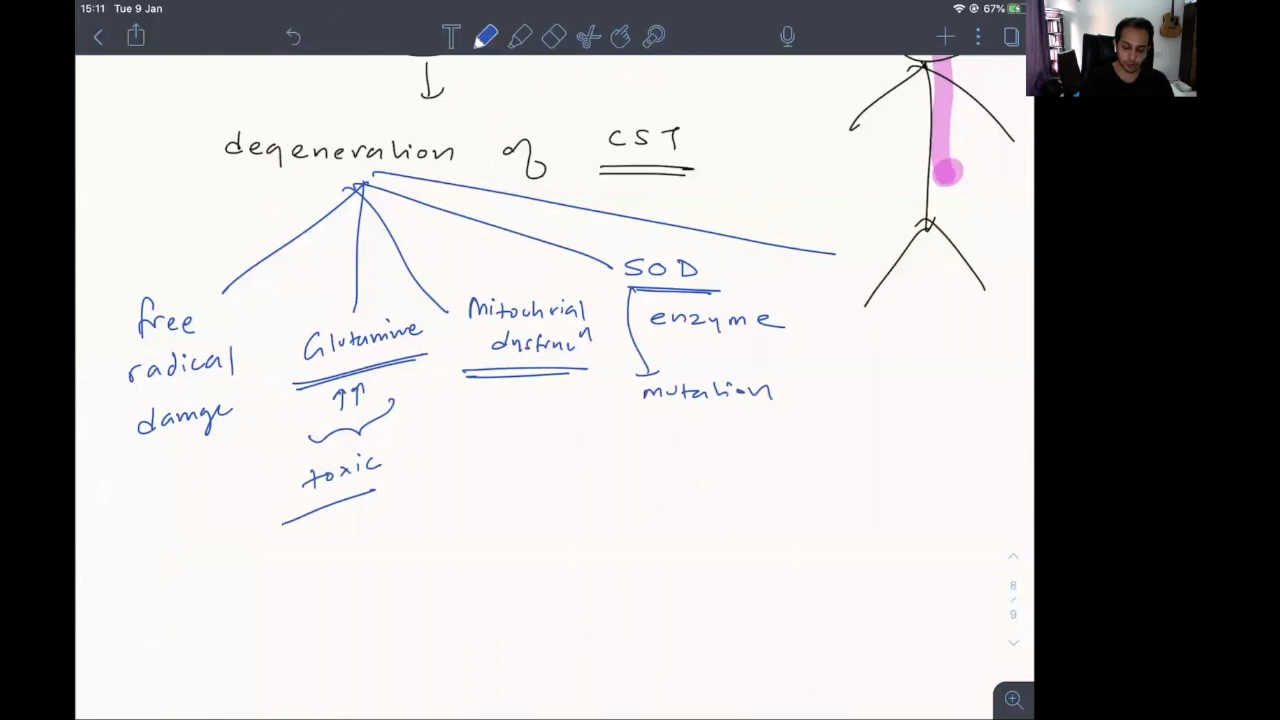 15:11 Tue 9 Jan
67%
T
degeneration of CST
free
radical
damge
Glutamine
↑↑
toxic
Mitochrial
dysfuncn
SOD
enzyme
mutation
8
/
9